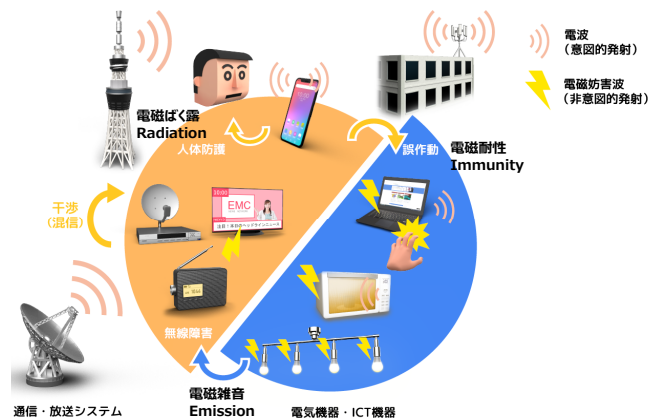 電波
(意図的発射)
電磁妨害波
(非意図的発射)
電磁ばく露
Radiation
人体防護
誤作動
電磁耐性
Immunity
干渉
(混信)
10:00
EMC
無線障害
電磁雑音
Emission
通信・放送システム
電気機器・ICT機器